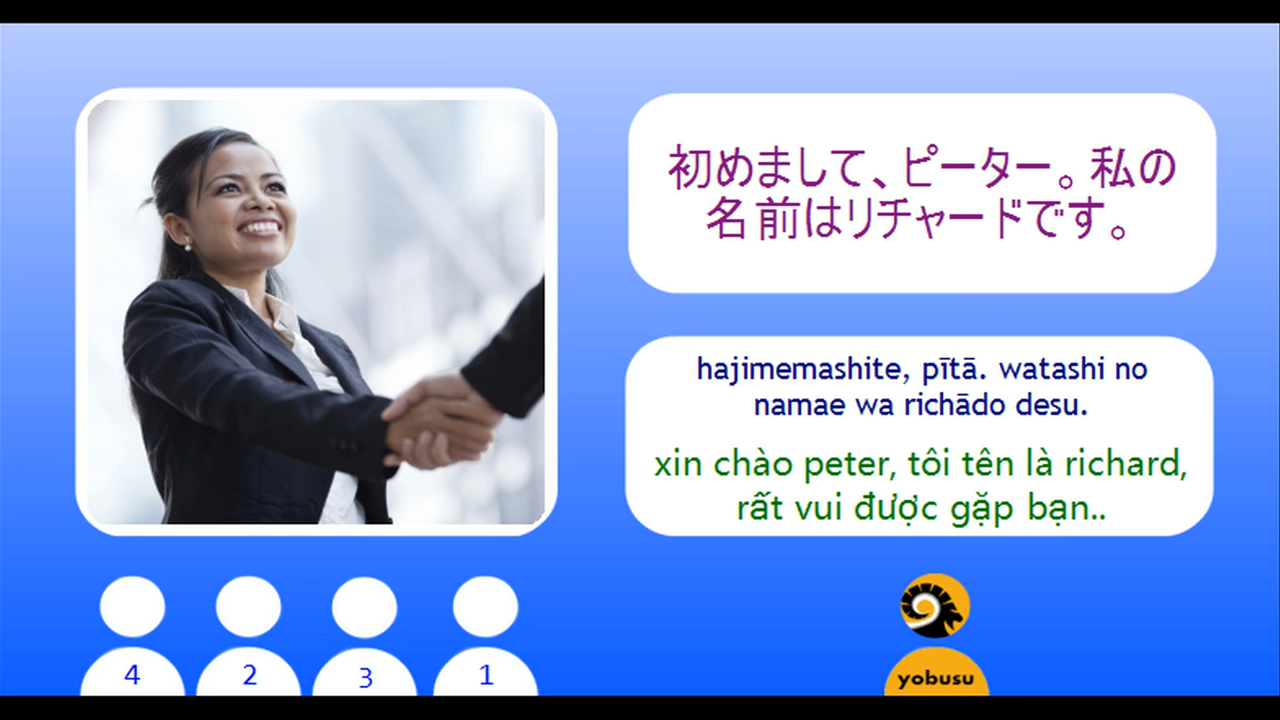 初めまして、ピーター。私の
名前はリチャードです。
hajimemashite, pītā. watashi no
namae wa richādo desu.
xin chào peter, tôi tên là richard,
rất vui được gặp bạn..
4
2
3
1
yobusu